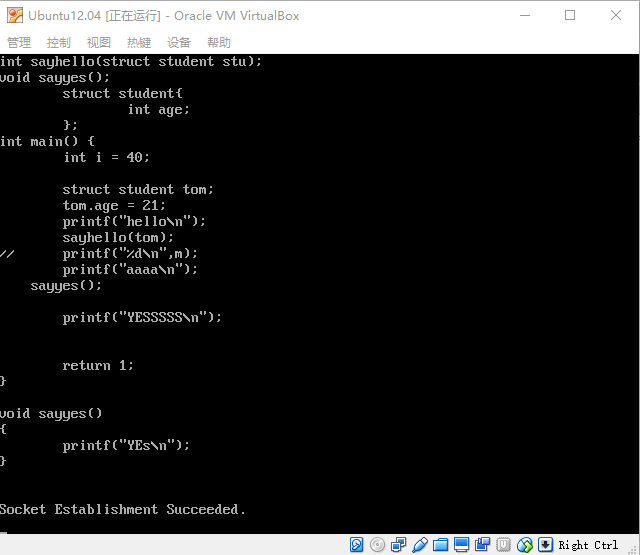 Ubuntu12.04 [正在运行] - Oracle VM VirtualBox
管理 控制 视图 热键 设备 帮助
int sayhello(struct student stu);
void sayyes();
        struct student{
                int age;
        };
int main() {
        int i = 40;
        struct student tom;
        tom.age = 21;
        printf("hello\n");
        sayhello(tom);
//      printf("%d\n",m);
        printf("aaaa\n");
    sayyes();
        printf("YESSSSS\n");
        return 1;
}
void sayyes()
{
        printf("YEs\n");
}
Socket Establishment Succeeded.
Right Ctrl